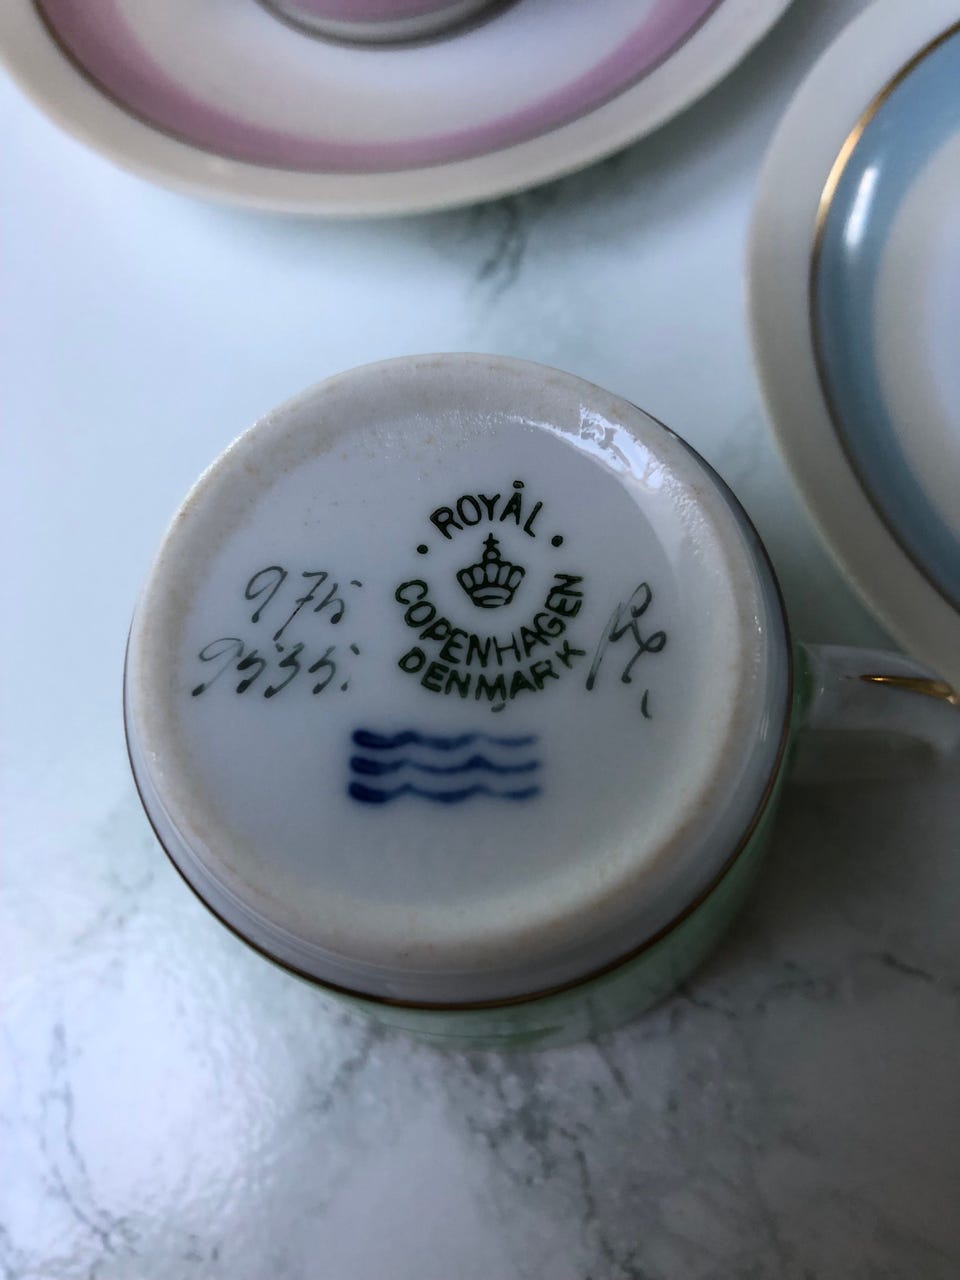 ROYAL
COPENHAGEN
DENMARK
975
9535.